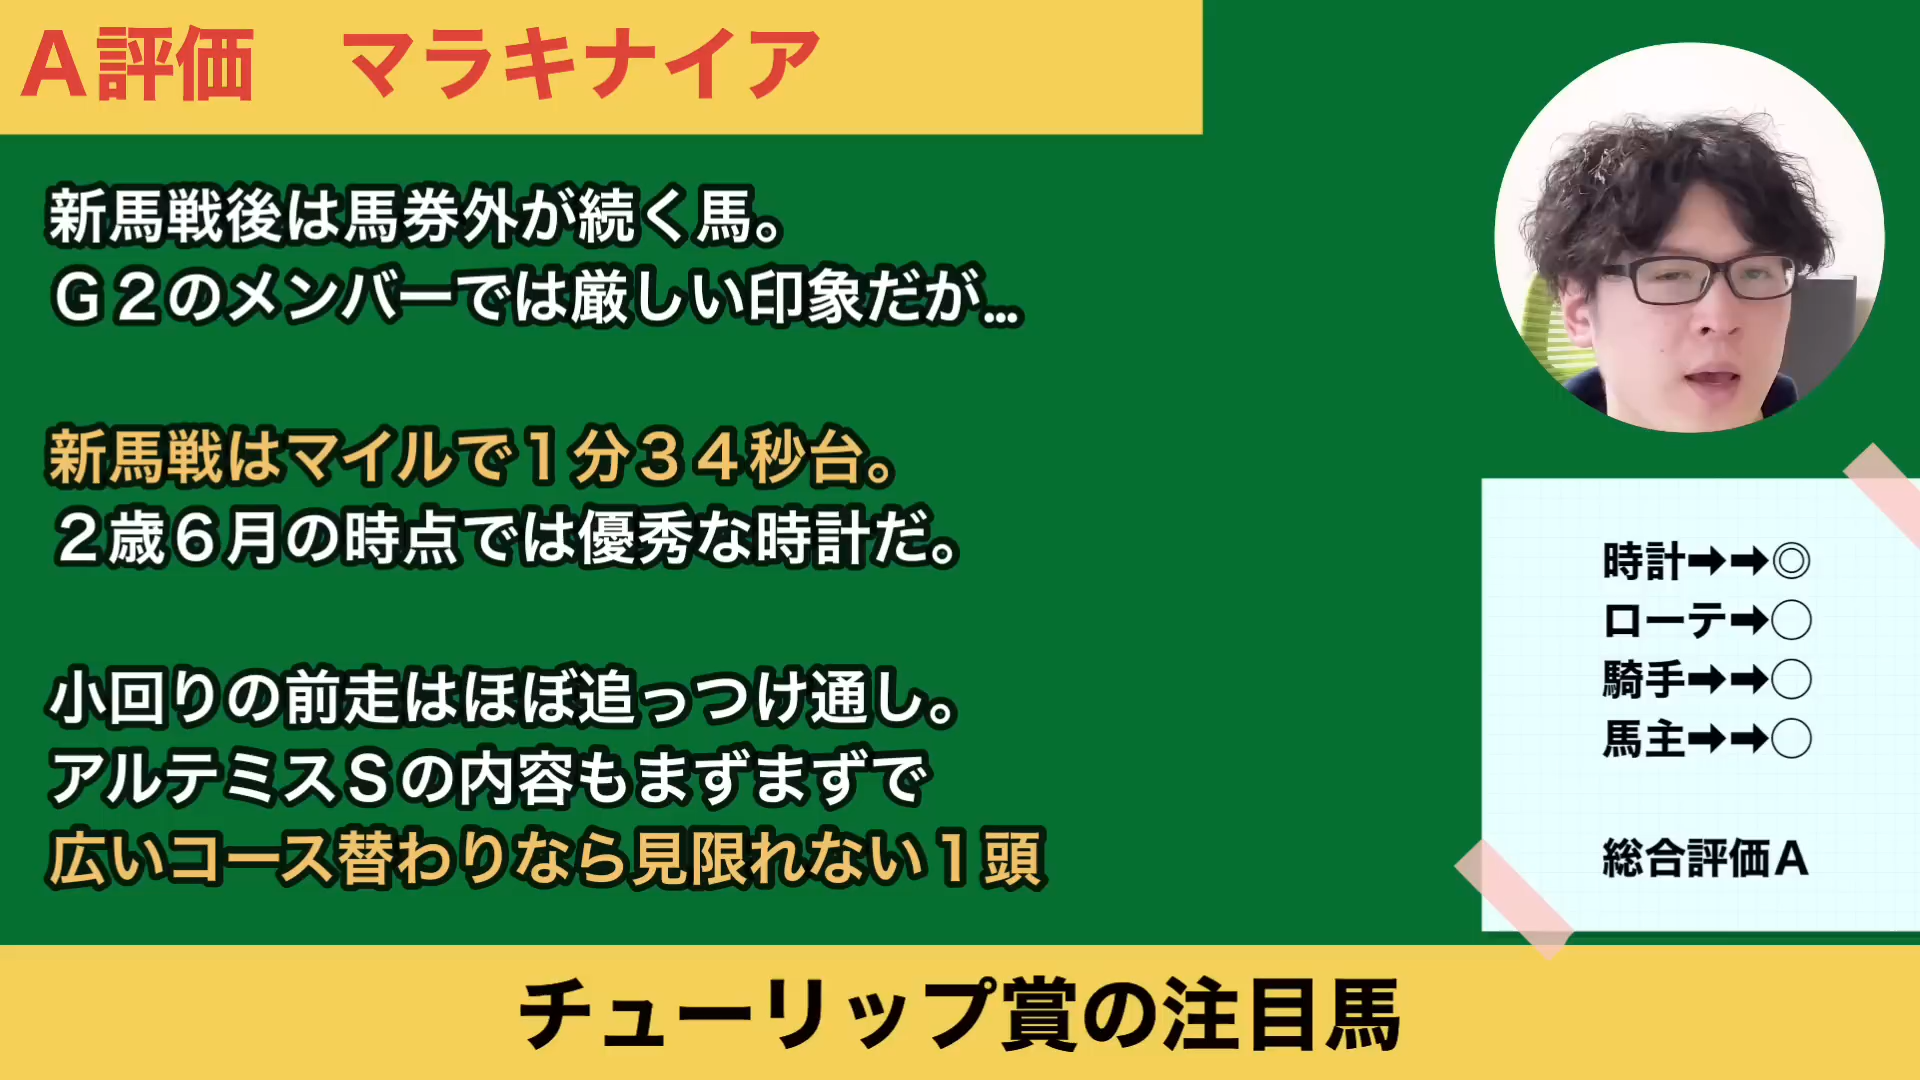 Ａ評価　マラキナイア
新馬戦後は馬券外が続く馬。
Ｇ２のメンバーでは厳しい印象だが…
新馬戦はマイルで１分３４秒台。
２歳６月の時点では優秀な時計だ。
小回りの前走はほぼ追っつけ通し。
アルテミスＳの内容もまずまずで
広いコース替わりなら見限れない１頭
時計➡➡◎
ローテ➡◯
騎手➡➡◯
馬主➡➡◯
総合評価Ａ
チューリップ賞の注目馬